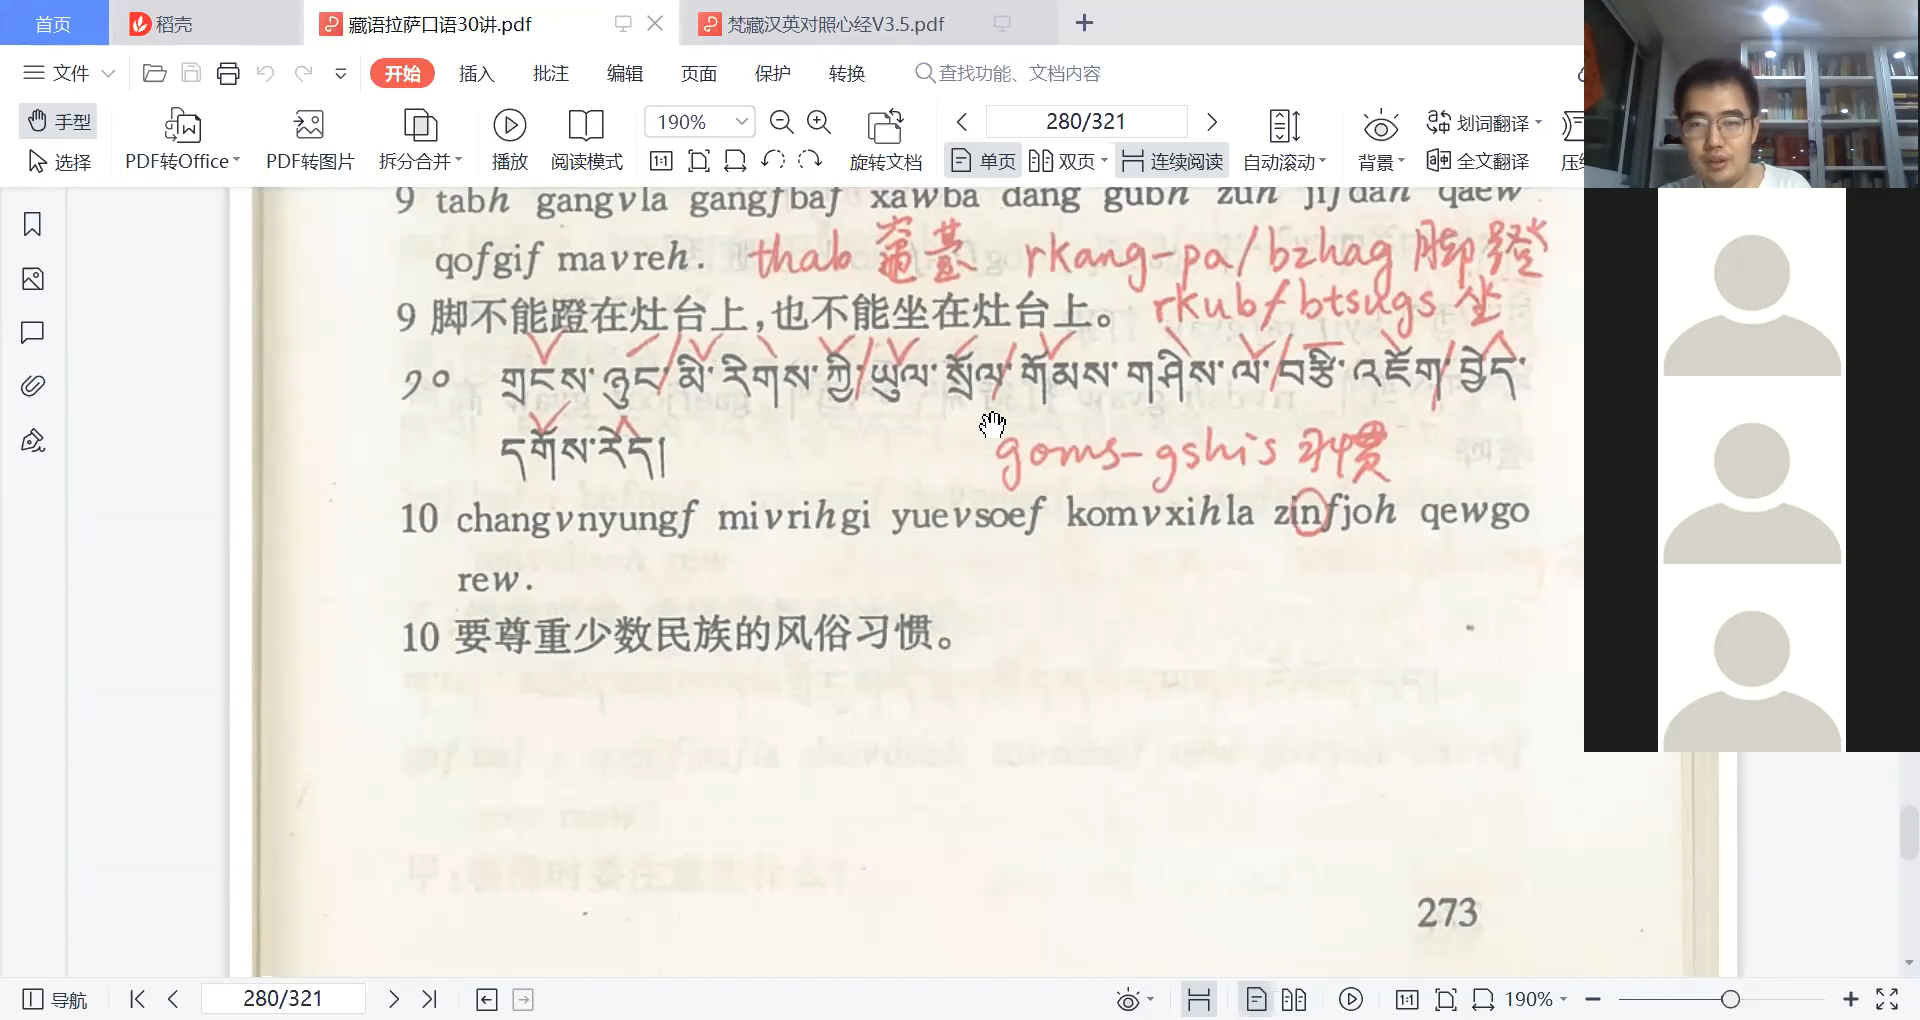 首页
稻壳
藏语拉萨口语30讲.pdf
梵藏汉英对照心经V3.5.pdf
文件
开始 插入 批注 编辑 页面 保护 转换
查找功能、文档内容
手型
选择
PDF转Office
PDF转图片
拆分合并
播放
阅读模式
190%
旋转文档
280/321
单页 双页 连续阅读
自动滚动
背景
划词翻译
全文翻译
9 tabh gangvla gangfbaf xawba dang gubh zuh jifdah qaew
qofgif mavreh. thab 竈臺 rkang-pa/bzhag 脚蹬
9 脚不能蹬在灶台上,也不能坐在灶台上。 rkub/btsugs 坐
༡༠ གྲངས་ཉུང་མི་རིགས་ཀྱི་ཡུལ་སྲོལ་གོམས་གཤིས་ལ་བརྩི་འཇོག་བྱེད་
དགོས་རེད།
goms-gshis 习惯
10 changvnyungf mivrihgi yuevsoef komvxihla zinfjoh qewgo
rew.
10 要尊重少数民族的风俗习惯。
273
导航
280/321
190%